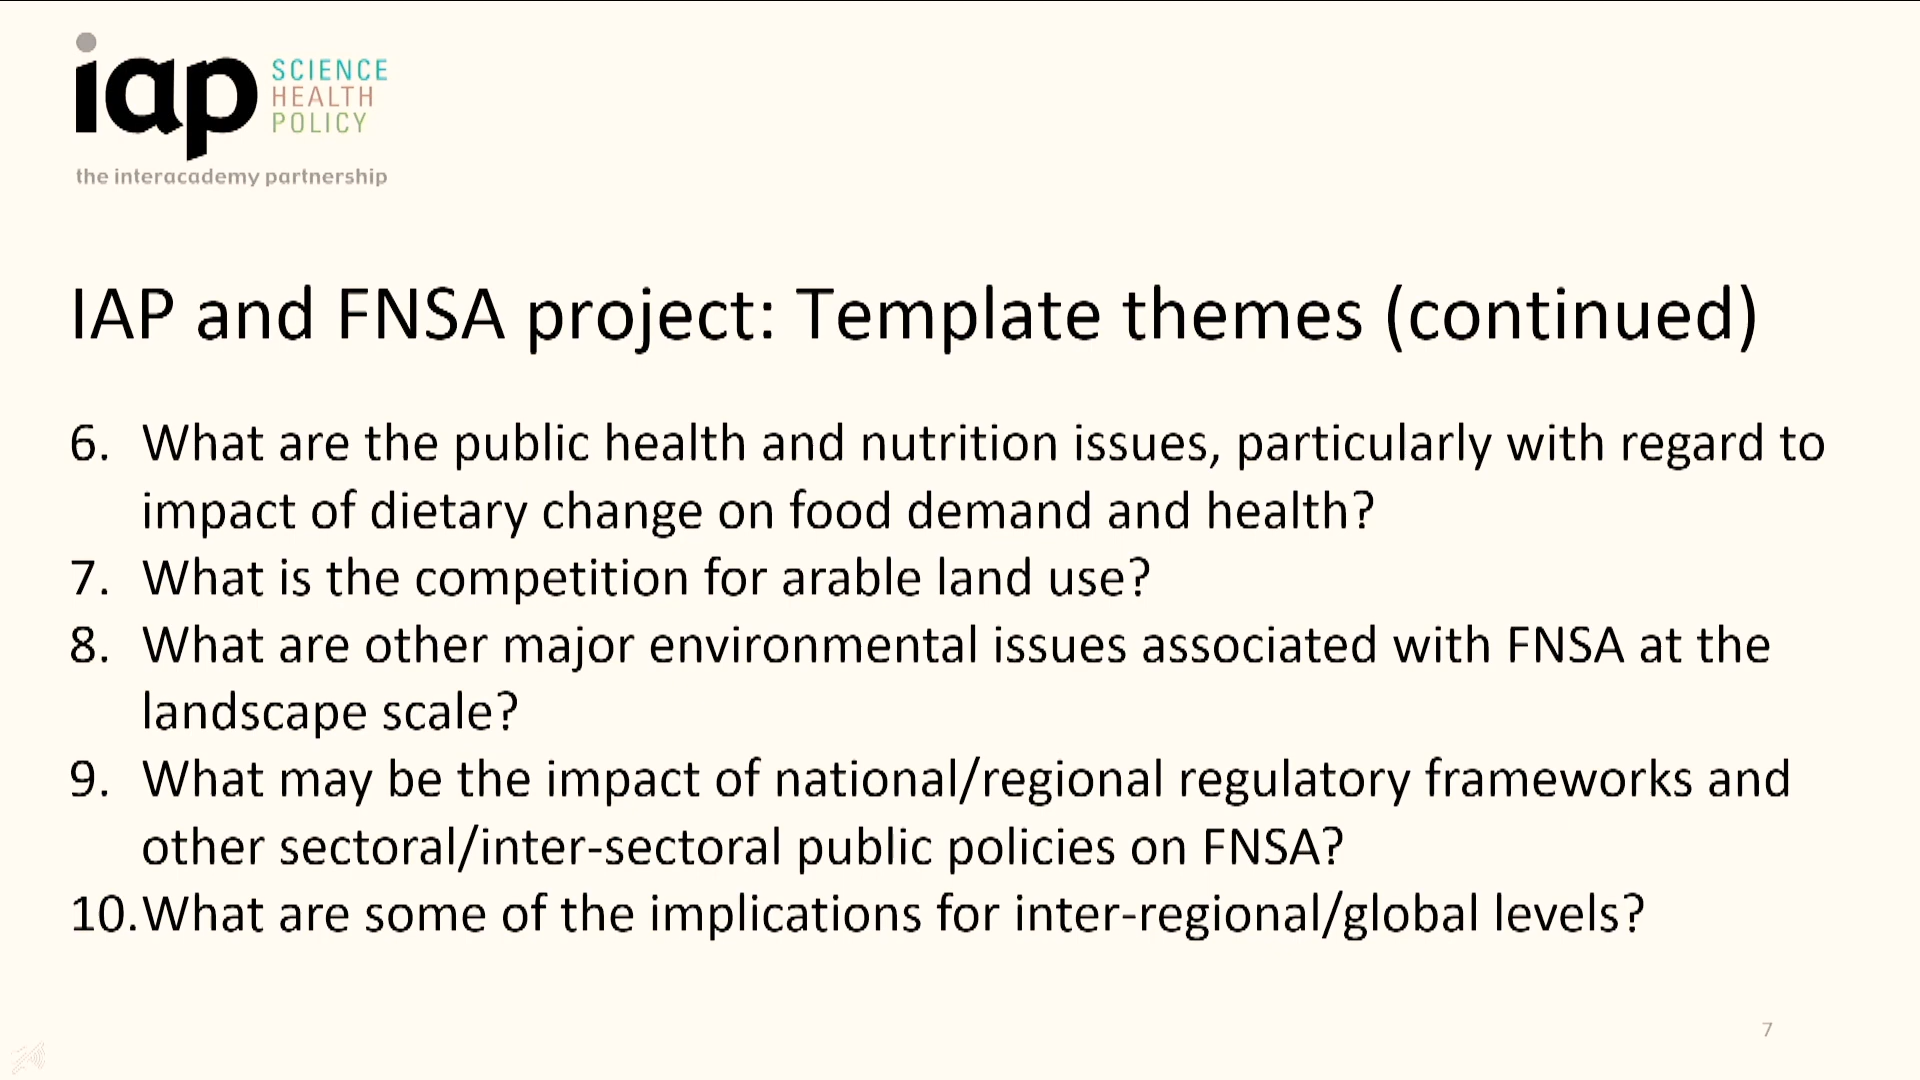 iap
SCIENCE
HEALTH
POLICY
the interacademy partnership
IAP and FNSA project: Template themes (continued)
6. What are the public health and nutrition issues, particularly with regard to
impact of dietary change on food demand and health?
7. What is the competition for arable land use?
8. What are other major environmental issues associated with FNSA at the
landscape scale?
9. What may be the impact of national/regional regulatory frameworks and
other sectoral/inter-sectoral public policies on FNSA?
10. What are some of the implications for inter-regional/global levels?
7